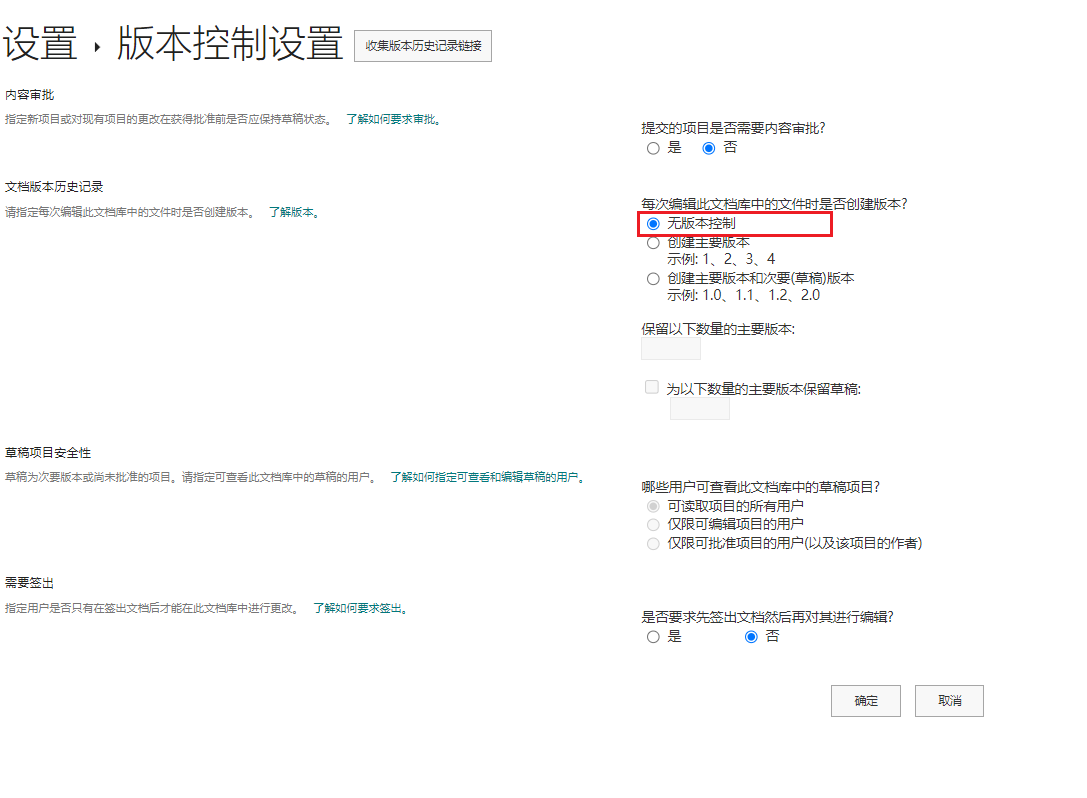 设置 ▸ 版本控制设置 收集版本历史记录链接
内容审批
指定新项目或对现有项目的更改在获得批准前是否应保持草稿状态。 了解如何要求审批。
提交的项目是否需要内容审批?
是 否
文档版本历史记录
请指定每次编辑此文档库中的文件时是否创建版本。 了解版本。
每次编辑此文档库中的文件时是否创建版本?
无版本控制
创建主要版本
示例: 1、2、3、4
创建主要版本和次要(草稿)版本
示例: 1.0、1.1、1.2、2.0
保留以下数量的主要版本:
为以下数量的主要版本保留草稿:
草稿项目安全性
草稿为次要版本或尚未批准的项目。请指定可查看此文档库中的草稿的用户。 了解如何指定可查看和编辑草稿的用户。
哪些用户可查看此文档库中的草稿项目?
可读取项目的所有用户
仅限可编辑项目的用户
仅限可批准项目的用户(以及该项目的作者)
需要签出
指定用户是否只有在签出文档后才能在此文档库中进行更改。 了解如何要求签出。
是否要求先签出文档然后再对其进行编辑?
是 否
确定 取消